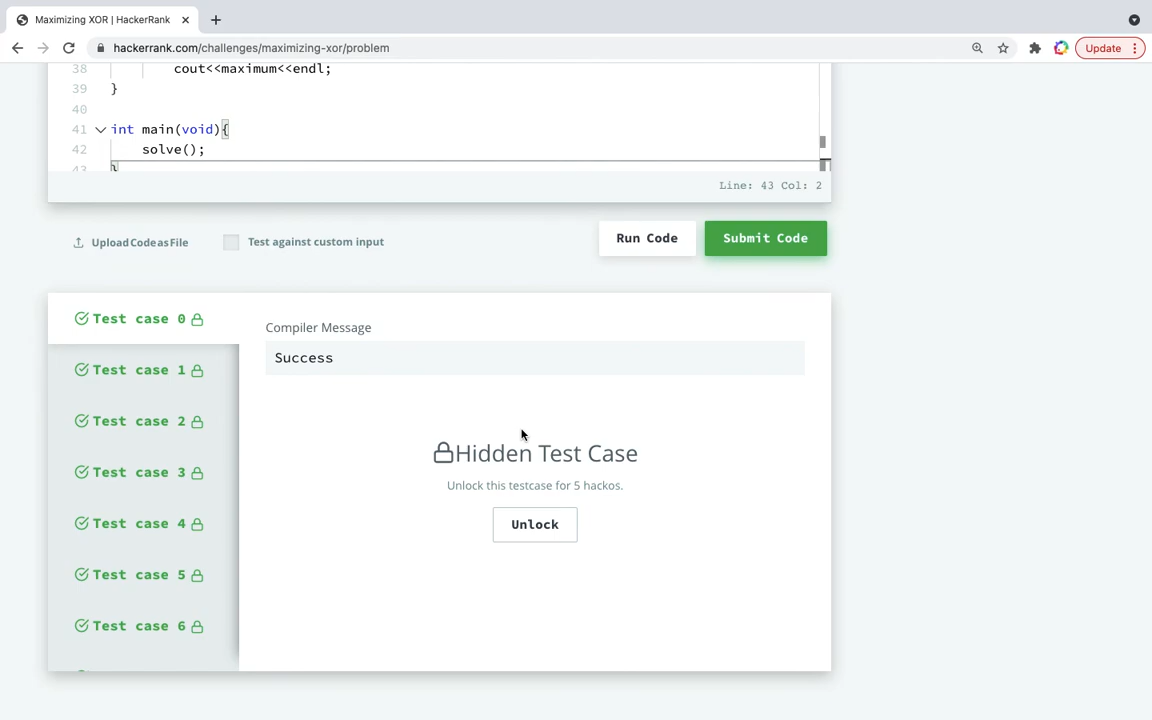 Maximizing XOR | HackerRank
hackerrank.com/challenges/maximizing-xor/problem
Update
38 cout<<maximum<<endl;
39 }
40
41 int main(void){
42 solve();
43 }
Line: 43 Col: 2
Upload Code as File
Test against custom input
Run Code
Submit Code
Test case 0
Compiler Message
Success
Test case 1
Test case 2
Hidden Test Case
Test case 3
Unlock this testcase for 5 hackos.
Test case 4
Unlock
Test case 5
Test case 6